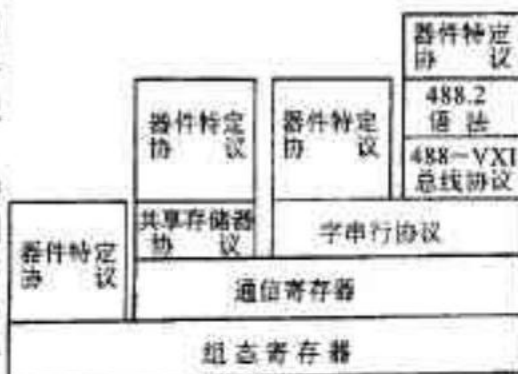 器件特定
协 议
488.2
语 法
488-VXI
总线协议
器件特定
协 议
器件特定
协 议
共享存储器
协 议
字串行协议
器件特定
协 议
通信寄存器
组态寄存器